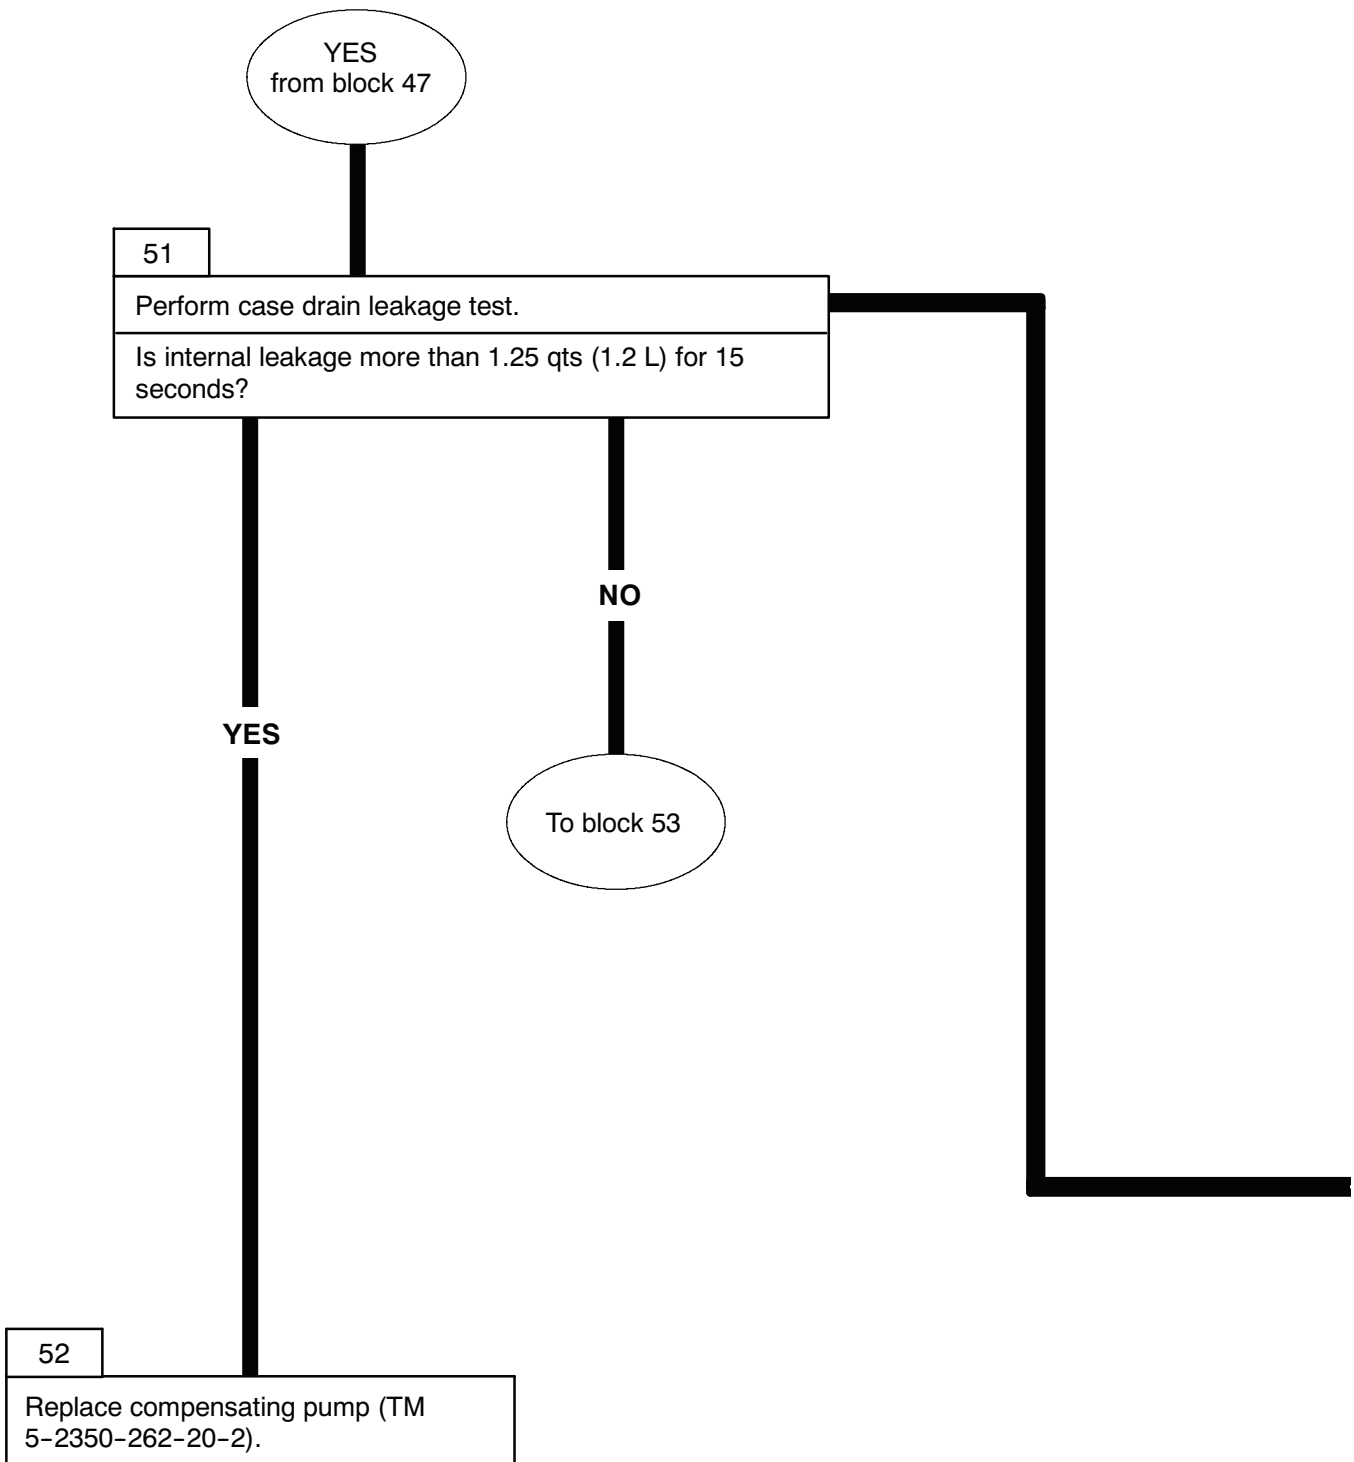 YES
from block 47
51
Perform case drain leakage test.
Is internal leakage more than 1.25 qts (1.2 L) for 15
seconds?
NO
YES
To block 53
52
Replace compensating pump (TM
5-2350-262-20-2).